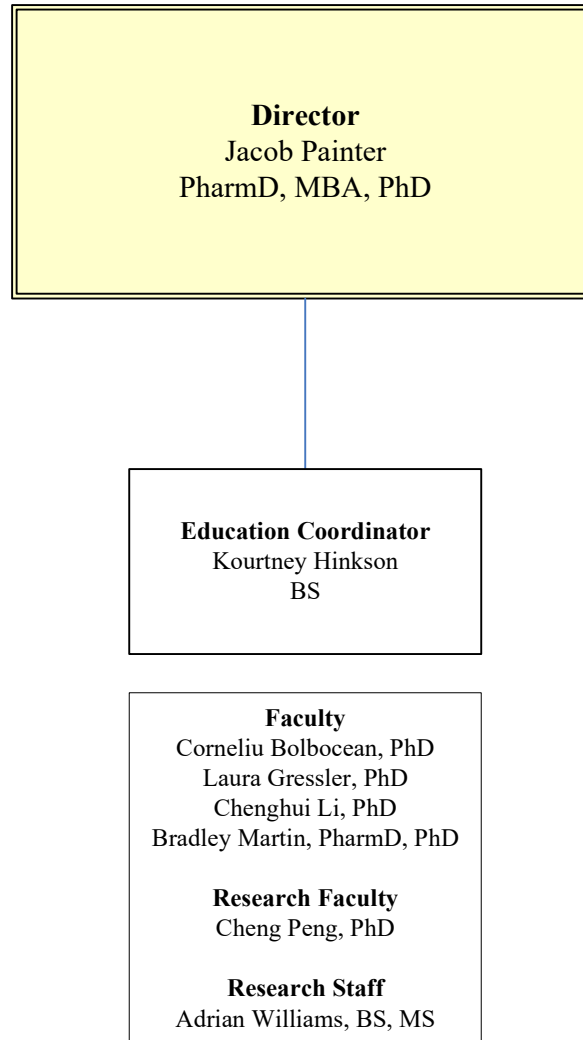 Director
Jacob Painter
PharmD, MBA, PhD
Education Coordinator
Kourtney Hinkson
BS
Faculty
Corneliu Bolbocean, PhD
Laura Gressler, PhD
Chenghui Li, PhD
Bradley Martin, PharmD, PhD
Research Faculty
Cheng Peng, PhD
Research Staff
Adrian Williams, BS, MS